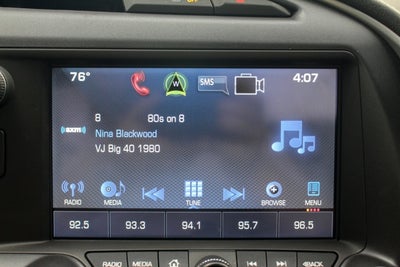 76° W SMS 4:07
8 80s on 8
sxm Nina Blackwood
VJ Big 40 1980
RADIO MEDIA TUNE BROWSE MENU
92.5 93.3 94.1 95.7 96.5
RADIO MEDIA BACK